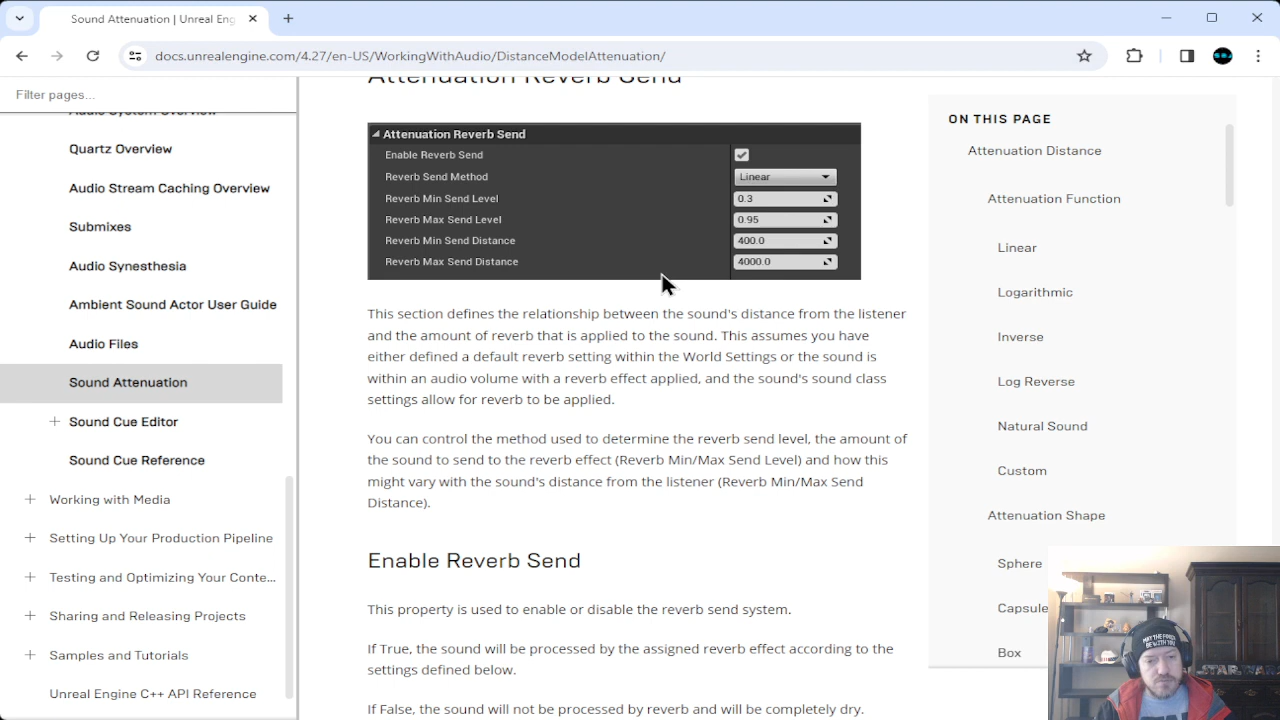 Sound Attenuation | Unreal Eng
docs.unrealengine.com/4.27/en-US/WorkingWithAudio/DistanceModelAttenuation/
Filter pages...
Audio System Overview
Quartz Overview
Audio Stream Caching Overview
Submixes
Audio Synesthesia
Ambient Sound Actor User Guide
Audio Files
Sound Attenuation
Sound Cue Editor
Sound Cue Reference
Working with Media
Setting Up Your Production Pipeline
Testing and Optimizing Your Conte...
Sharing and Releasing Projects
Samples and Tutorials
Unreal Engine C++ API Reference
Attenuation Reverb Send
Attenuation Reverb Send
Enable Reverb Send
Reverb Send Method Linear
Reverb Min Send Level 0.3
Reverb Max Send Level 0.95
Reverb Min Send Distance 400.0
Reverb Max Send Distance 4000.0
This section defines the relationship between the sound's distance from the listener
and the amount of reverb that is applied to the sound. This assumes you have
either defined a default reverb setting within the World Settings or the sound is
within an audio volume with a reverb effect applied, and the sound's sound class
settings allow for reverb to be applied.
You can control the method used to determine the reverb send level, the amount of
the sound to send to the reverb effect (Reverb Min/Max Send Level) and how this
might vary with the sound's distance from the listener (Reverb Min/Max Send
Distance).
Enable Reverb Send
This property is used to enable or disable the reverb send system.
If True, the sound will be processed by the assigned reverb effect according to the
settings defined below.
If False, the sound will not be processed by reverb and will be completely dry.
ON THIS PAGE
Attenuation Distance
Attenuation Function
Linear
Logarithmic
Inverse
Log Reverse
Natural Sound
Custom
Attenuation Shape
Sphere
Capsule
Box
MAY THE FORCE
BE WITH YOU
STAR WARS